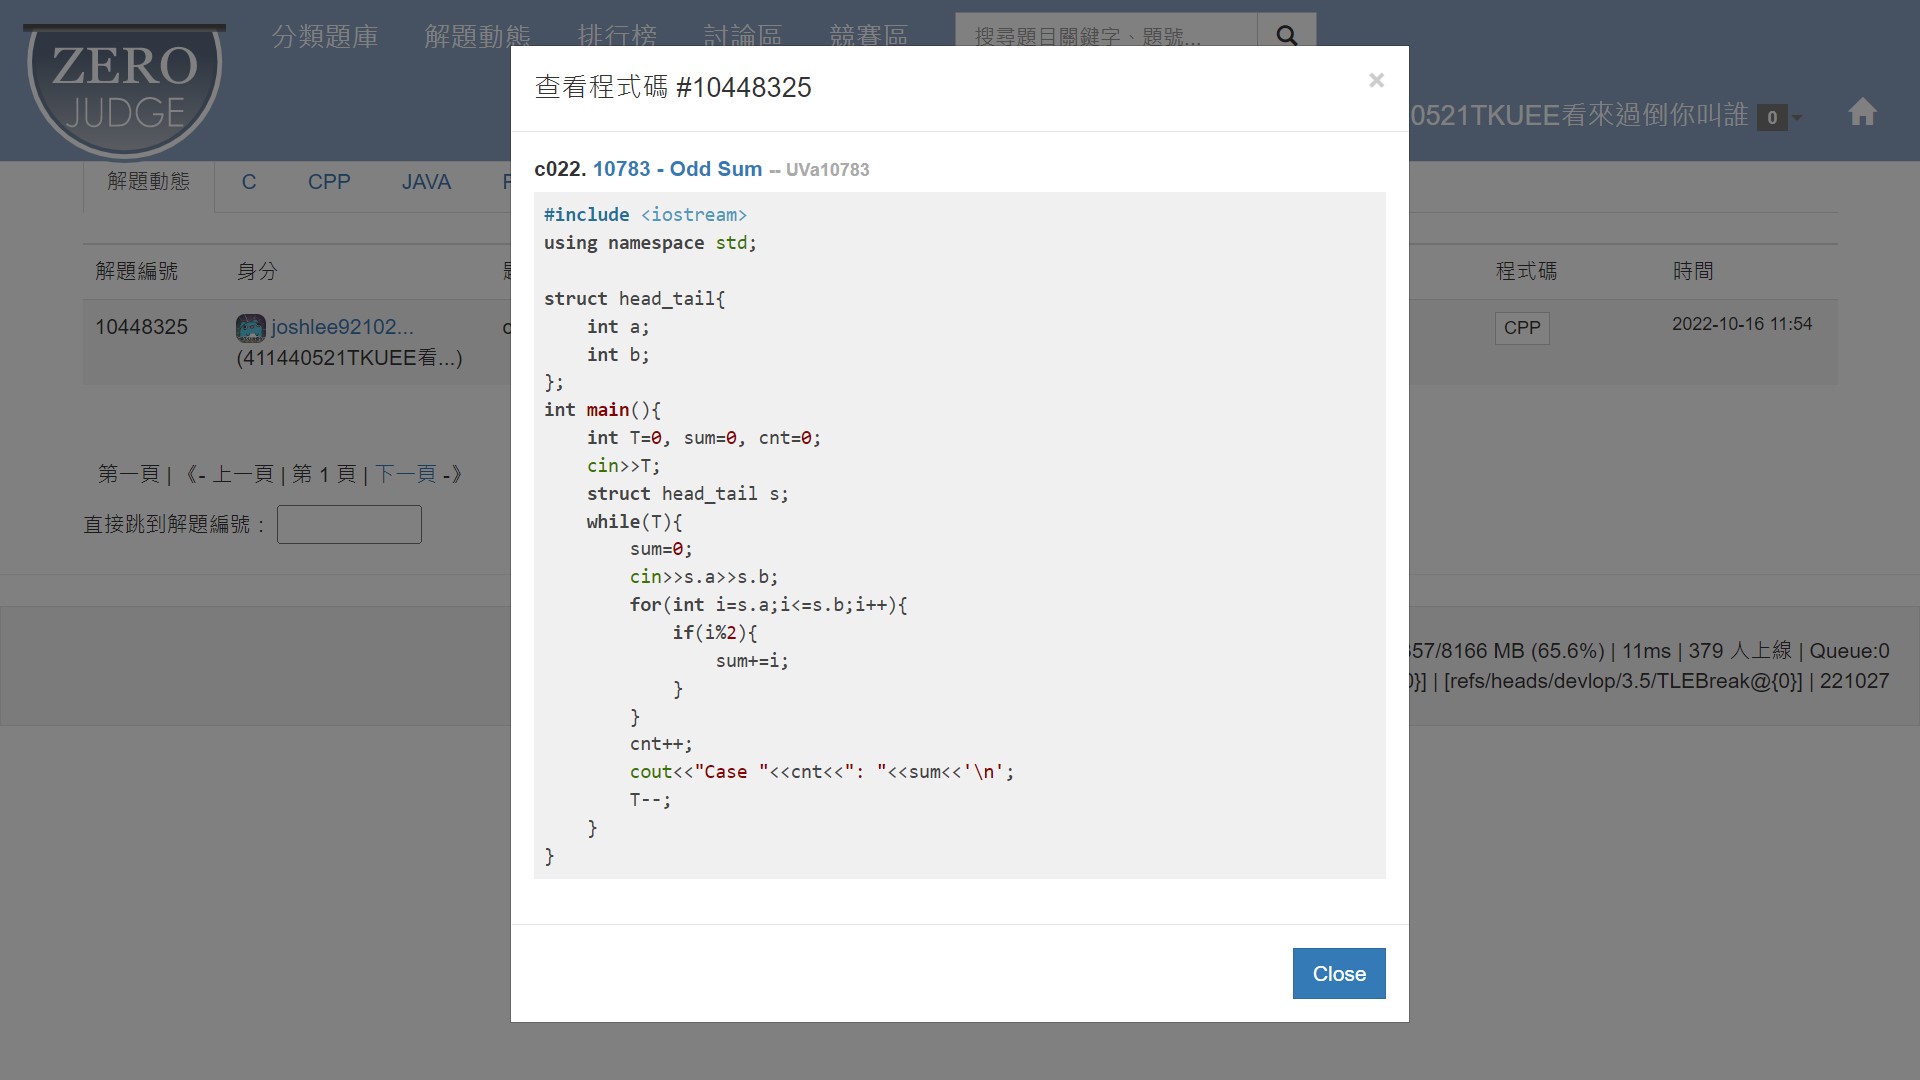 ZERO
JUDGE
分類題庫 解題動態 排行榜 討論區 競賽區 搜尋題目關鍵字、題號...
0521TKUEE看來過倒你叫誰 0
查看程式碼 #10448325
×
解題動態 C CPP JAVA
c022. 10783 - Odd Sum -- UVa10783
解題編號 身分 程式碼 時間
10448325 joshlee92102... CPP 2022-10-16 11:54
(411440521TKUEE看...)
第一頁 | 《- 上一頁 | 第 1 頁 | 下一頁 -》
直接跳到解題編號：
#include <iostream>
using namespace std;
struct head_tail{
int a;
int b;
};
int main(){
int T=0, sum=0, cnt=0;
cin>>T;
struct head_tail s;
while(T){
sum=0;
cin>>s.a>>s.b;
for(int i=s.a;i<=s.b;i++){
if(i%2){
sum+=i;
}
}
cnt++;
cout<<"Case "<<cnt<<": "<<sum<<'\n';
T--;
}
}
57/8166 MB (65.6%) | 11ms | 379 人上線 | Queue:0
}] | [refs/heads/devlop/3.5/TLEBreak@{0}] | 221027
Close